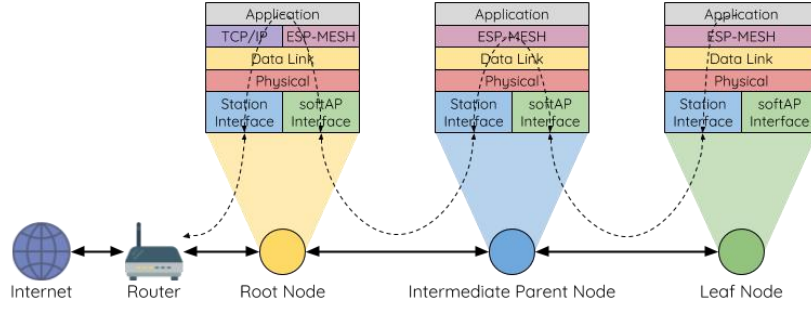 Application
TCP/IP ESP-MESH
Data Link
Physical
Station Interface
softAP Interface
Application
ESP-MESH
Data Link
Physical
Station Interface
softAP Interface
Application
ESP-MESH
Data Link
Physical
Station Interface
softAP Interface
Internet
Router
Root Node
Intermediate Parent Node
Leaf Node